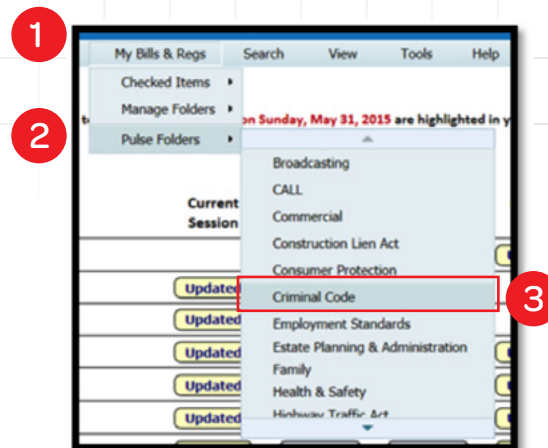 1
My Bills & Regs Search View Tools Help
Checked Items
Manage Folders
on Sunday, May 31, 2015 are highlighted in y
2
Pulse Folders
Broadcasting
CALL
Current
Session
Commercial
Construction Lien Act
Consumer Protection
Updated
Criminal Code
3
Updated
Employment Standards
Updated
Estate Planning & Administration
Family
Updated
Health & Safety
Updated
Highway Traffic Act